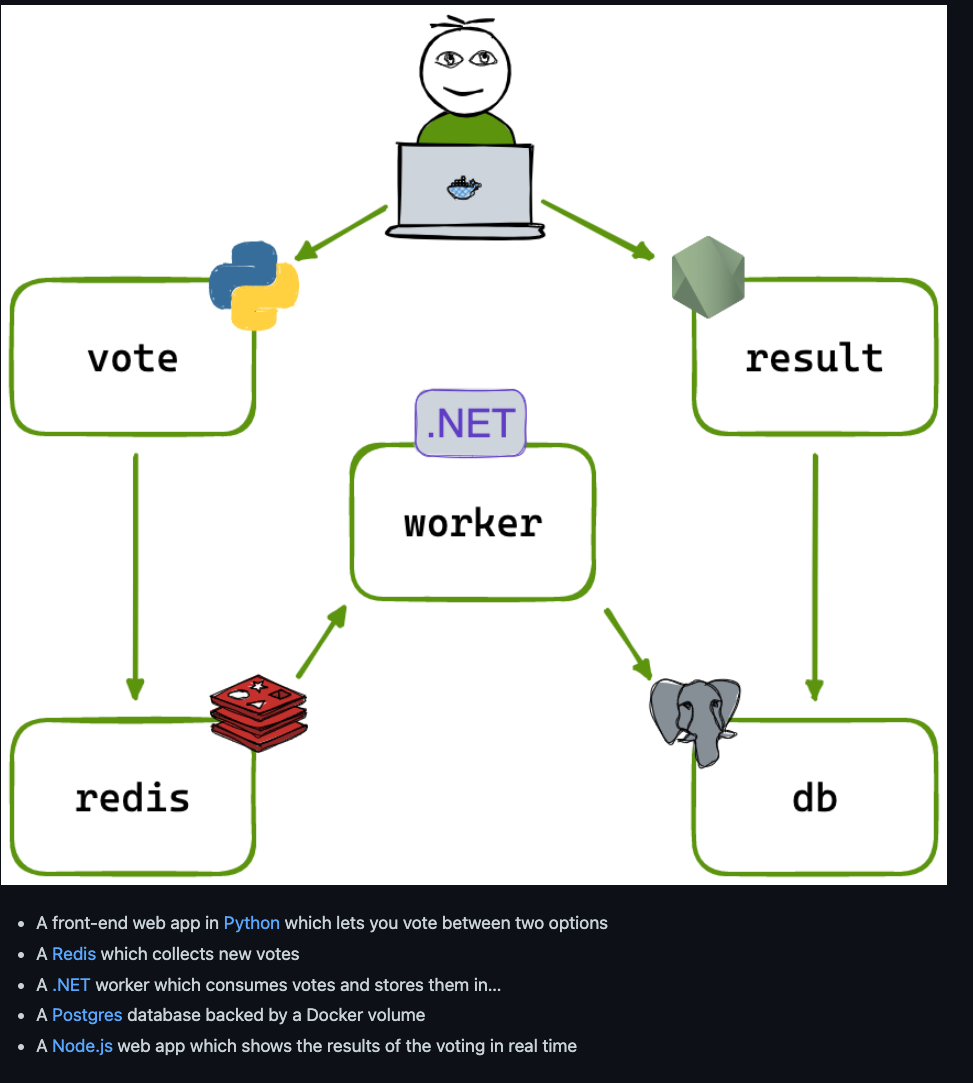 vote
result
.NET
worker
redis
db
A front-end web app in Python which lets you vote between two options
A Redis which collects new votes
A .NET worker which consumes votes and stores them in...
A Postgres database backed by a Docker volume
A Node.js web app which shows the results of the voting in real time